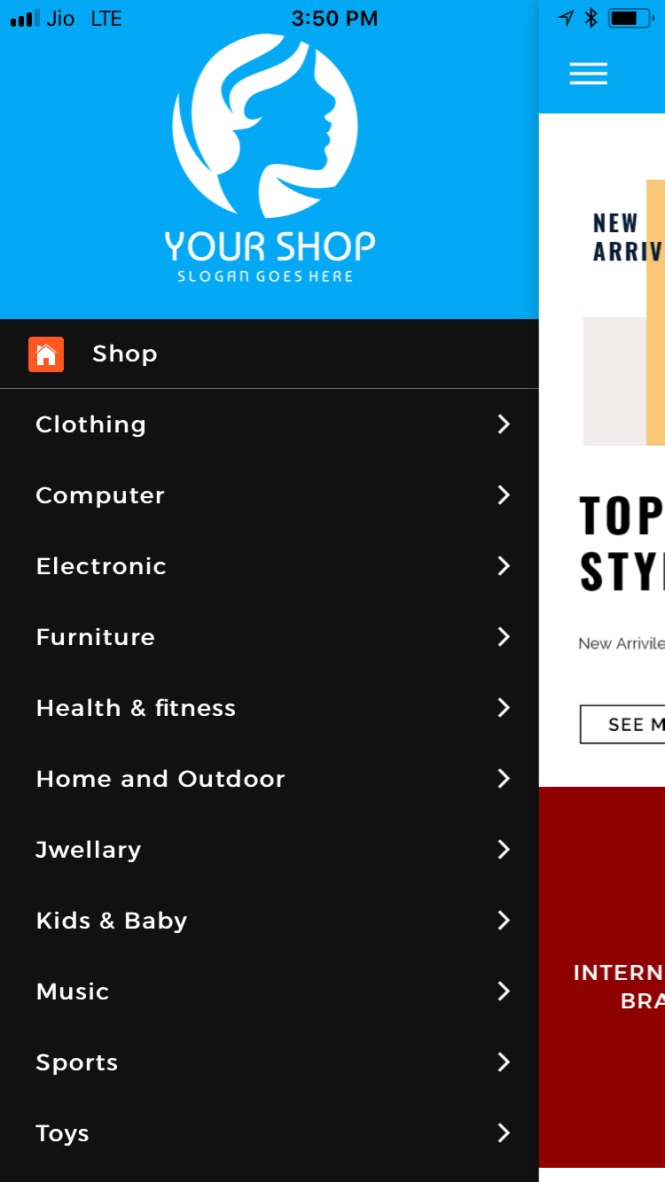 Jio LTE 3:50 PM
YOUR SHOP
SLOGAN GOES HERE
Shop
Clothing
Computer
Electronic
Furniture
Health & fitness
Home and Outdoor
Jwellary
Kids & Baby
Music
Sports
Toys
NEW
ARRIV
TOP
STY
New Arrivile
SEE M
INTERN
BRA